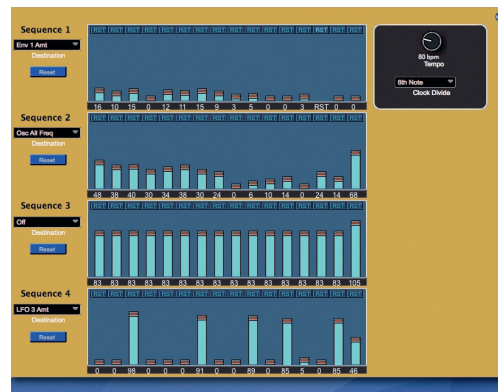 Sequence 1
RST RST RST RST RST RST RST RST RST RST RST RST RST RST RST RST
Env 1 Amt
Destination
Reset
16 10 15 0 12 11 15 9 3 5 0 0 3 RST 0 0
80 bpm
Tempo
8th Note
Clock Divide
Sequence 2
RST RST RST RST RST RST RST RST RST RST RST RST RST RST RST RST
Osc All Freq
Destination
Reset
48 38 40 30 34 38 30 24 0 6 10 14 0 24 14 68
Sequence 3
RST RST RST RST RST RST RST RST RST RST RST RST RST RST RST RST
Off
Destination
Reset
83 83 83 83 83 83 83 83 83 83 83 83 83 83 83 105
Sequence 4
RST RST RST RST RST RST RST RST RST RST RST RST RST RST RST RST
LFO 3 Amt
Destination
Reset
0 0 98 0 0 0 91 0 0 89 0 85 5 0 85 46